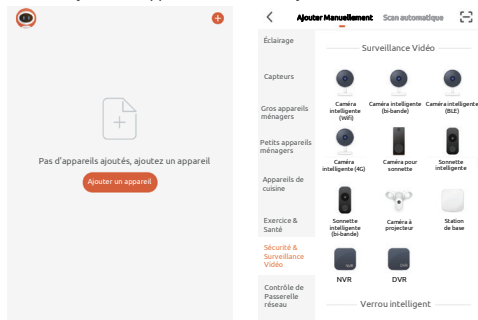 Pas d'appareils ajoutés, ajoutez un appareil
Ajouter un appareil
Ajouter Manuellement
Scan automatique
Éclairage
Capteurs
Gros appareils
ménagers
Petits appareils
ménagers
Appareils de
cuisine
Exercice &
Santé
Sécurité &
Surveillance
Vidéo
Contrôle de
Passerelle
réseau
Surveillance Vidéo
Caméra
intelligente
(Wifi)
Caméra intelligente
(bi-bande)
Caméra intelligente
(BLE)
Caméra
intelligente (4G)
Caméra pour
sonnette
Sonnette
intelligente
Sonnette
intelligente
(bi-bande)
Caméra à
projecteur
Station
de base
NVR
DVR
Verrou intelligent